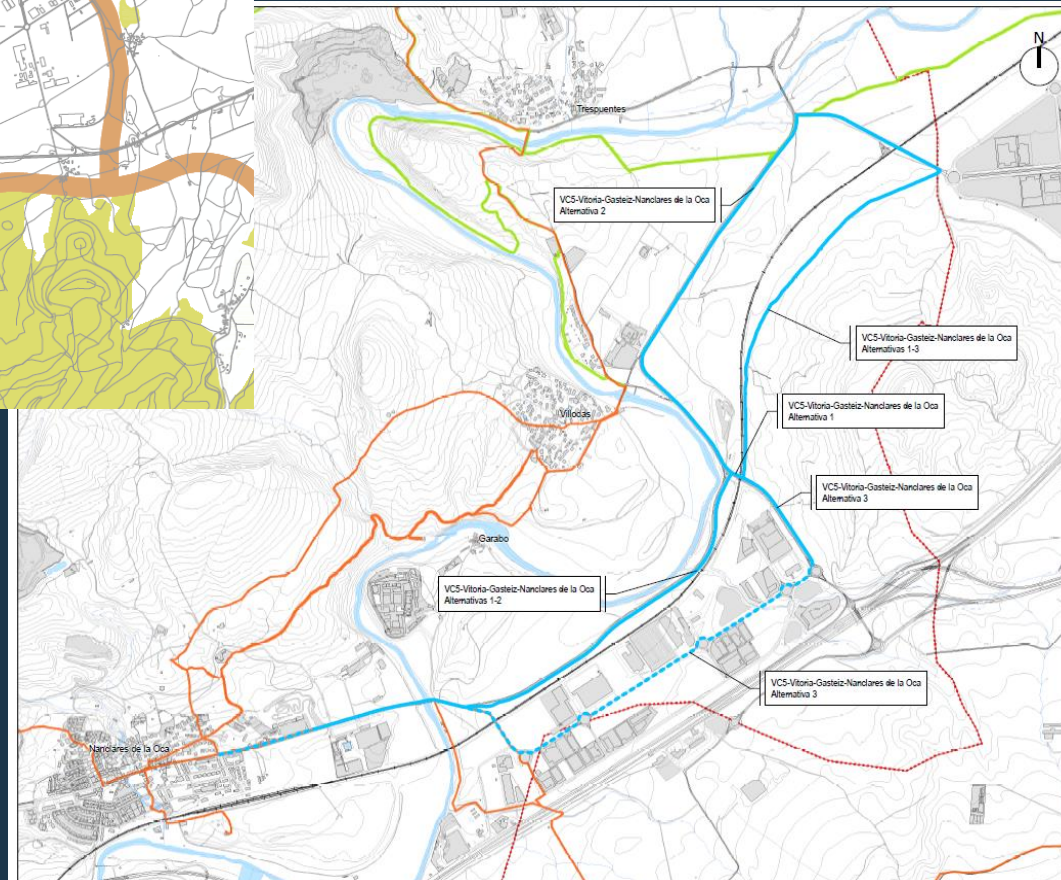 N
Trespuentes
VC5-Vitoria-Gasteiz-Nanclares de la Oca
Alternativa 2
VC5-Vitoria-Gasteiz-Nanclares de la Oca
Alternativas 1-3
VC5-Vitoria-Gasteiz-Nanclares de la Oca
Alternativa 1
Villodas
VC5-Vitoria-Gasteiz-Nanclares de la Oca
Alternativa 3
Garabo
VC5-Vitoria-Gasteiz-Nanclares de la Oca
Alternativas 1-2
VC5-Vitoria-Gasteiz-Nanclares de la Oca
Alternativa 3
Nanclares de la Oca